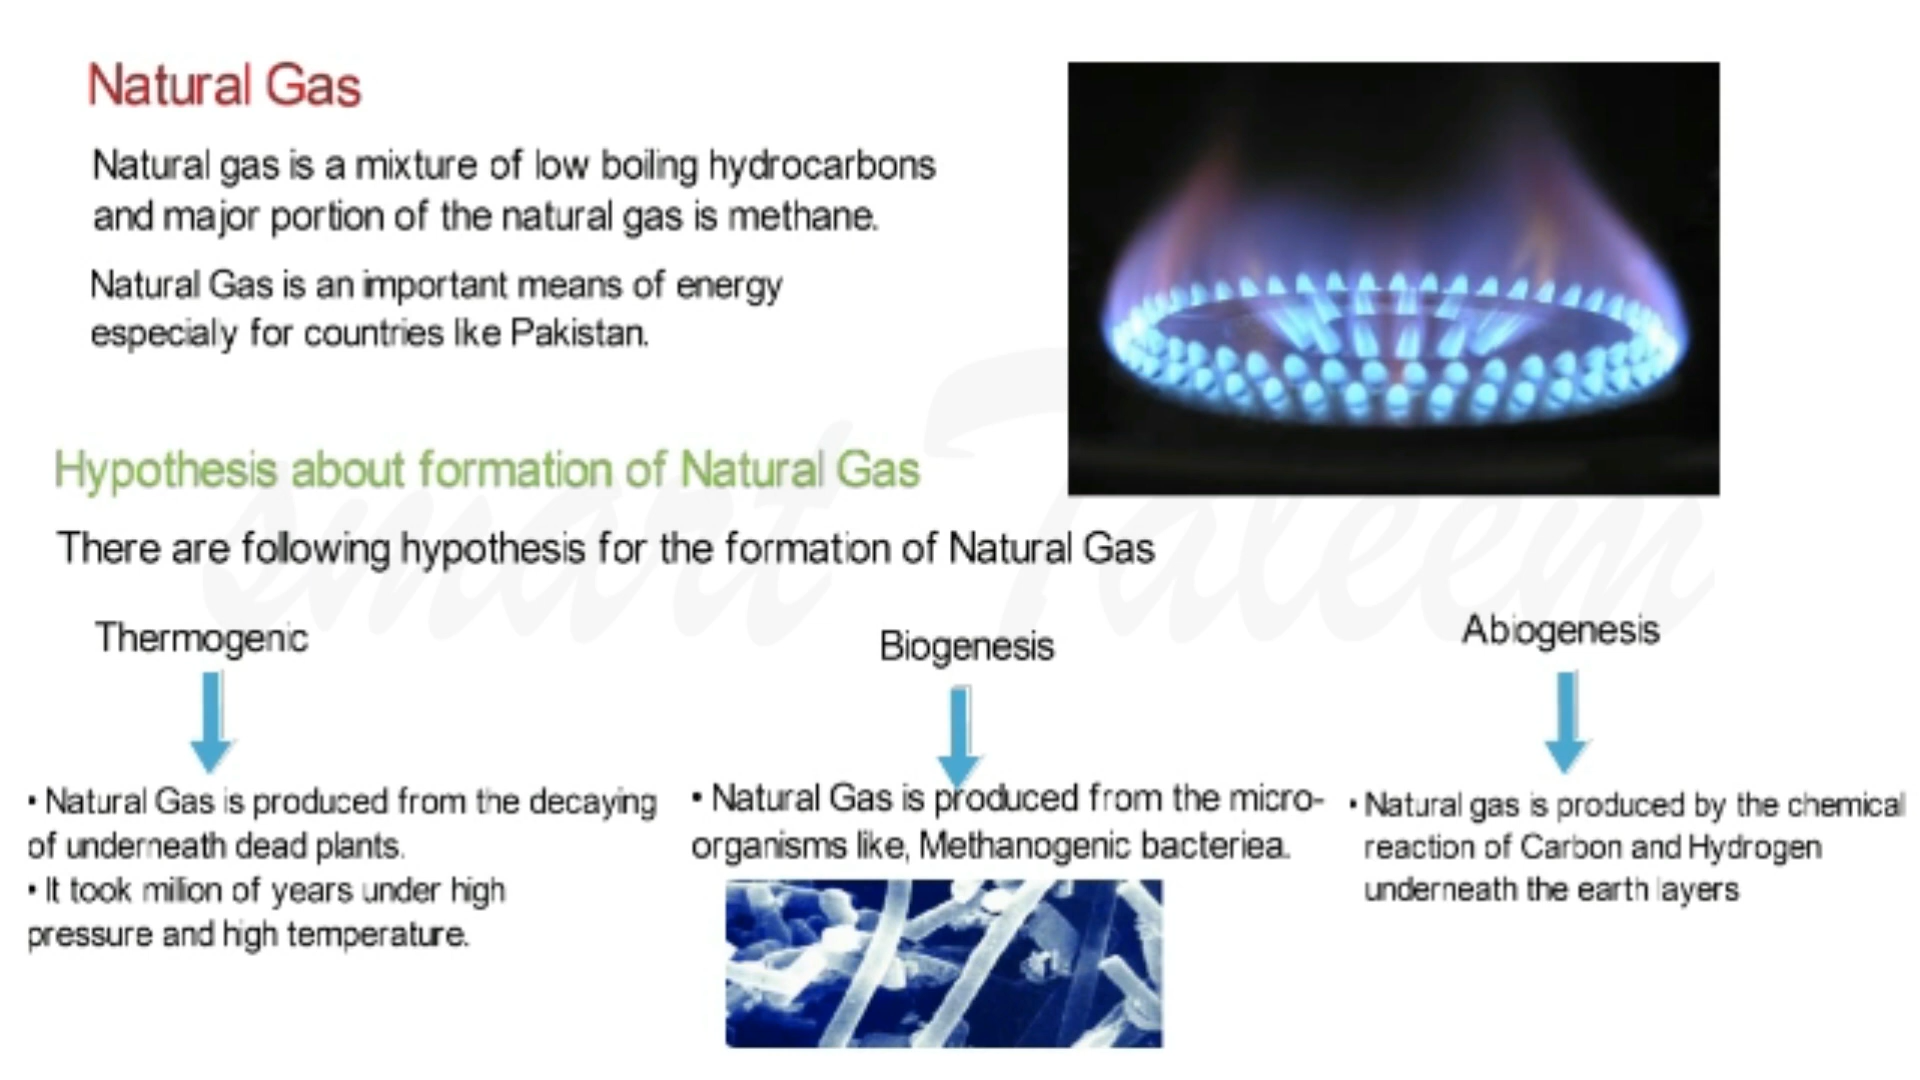 Natural Gas
Natural gas is a mixture of low boiling hydrocarbons
and major portion of the natural gas is methane.
Natural Gas is an important means of energy
especialy for countries like Pakistan.
Hypothesis about formation of Natural Gas
There are following hypothesis for the formation of Natural Gas
Thermogenic
• Natural Gas is produced from the decaying
of underneath dead plants.
• It took milion of years under high
pressure and high temperature.
Biogenesis
• Natural Gas is produced from the micro-
organisms like, Methanogenic bacteriea.
Abiogenesis
• Natural gas is produced by the chemical
reaction of Carbon and Hydrogen
underneath the earth layers
smart Taleem